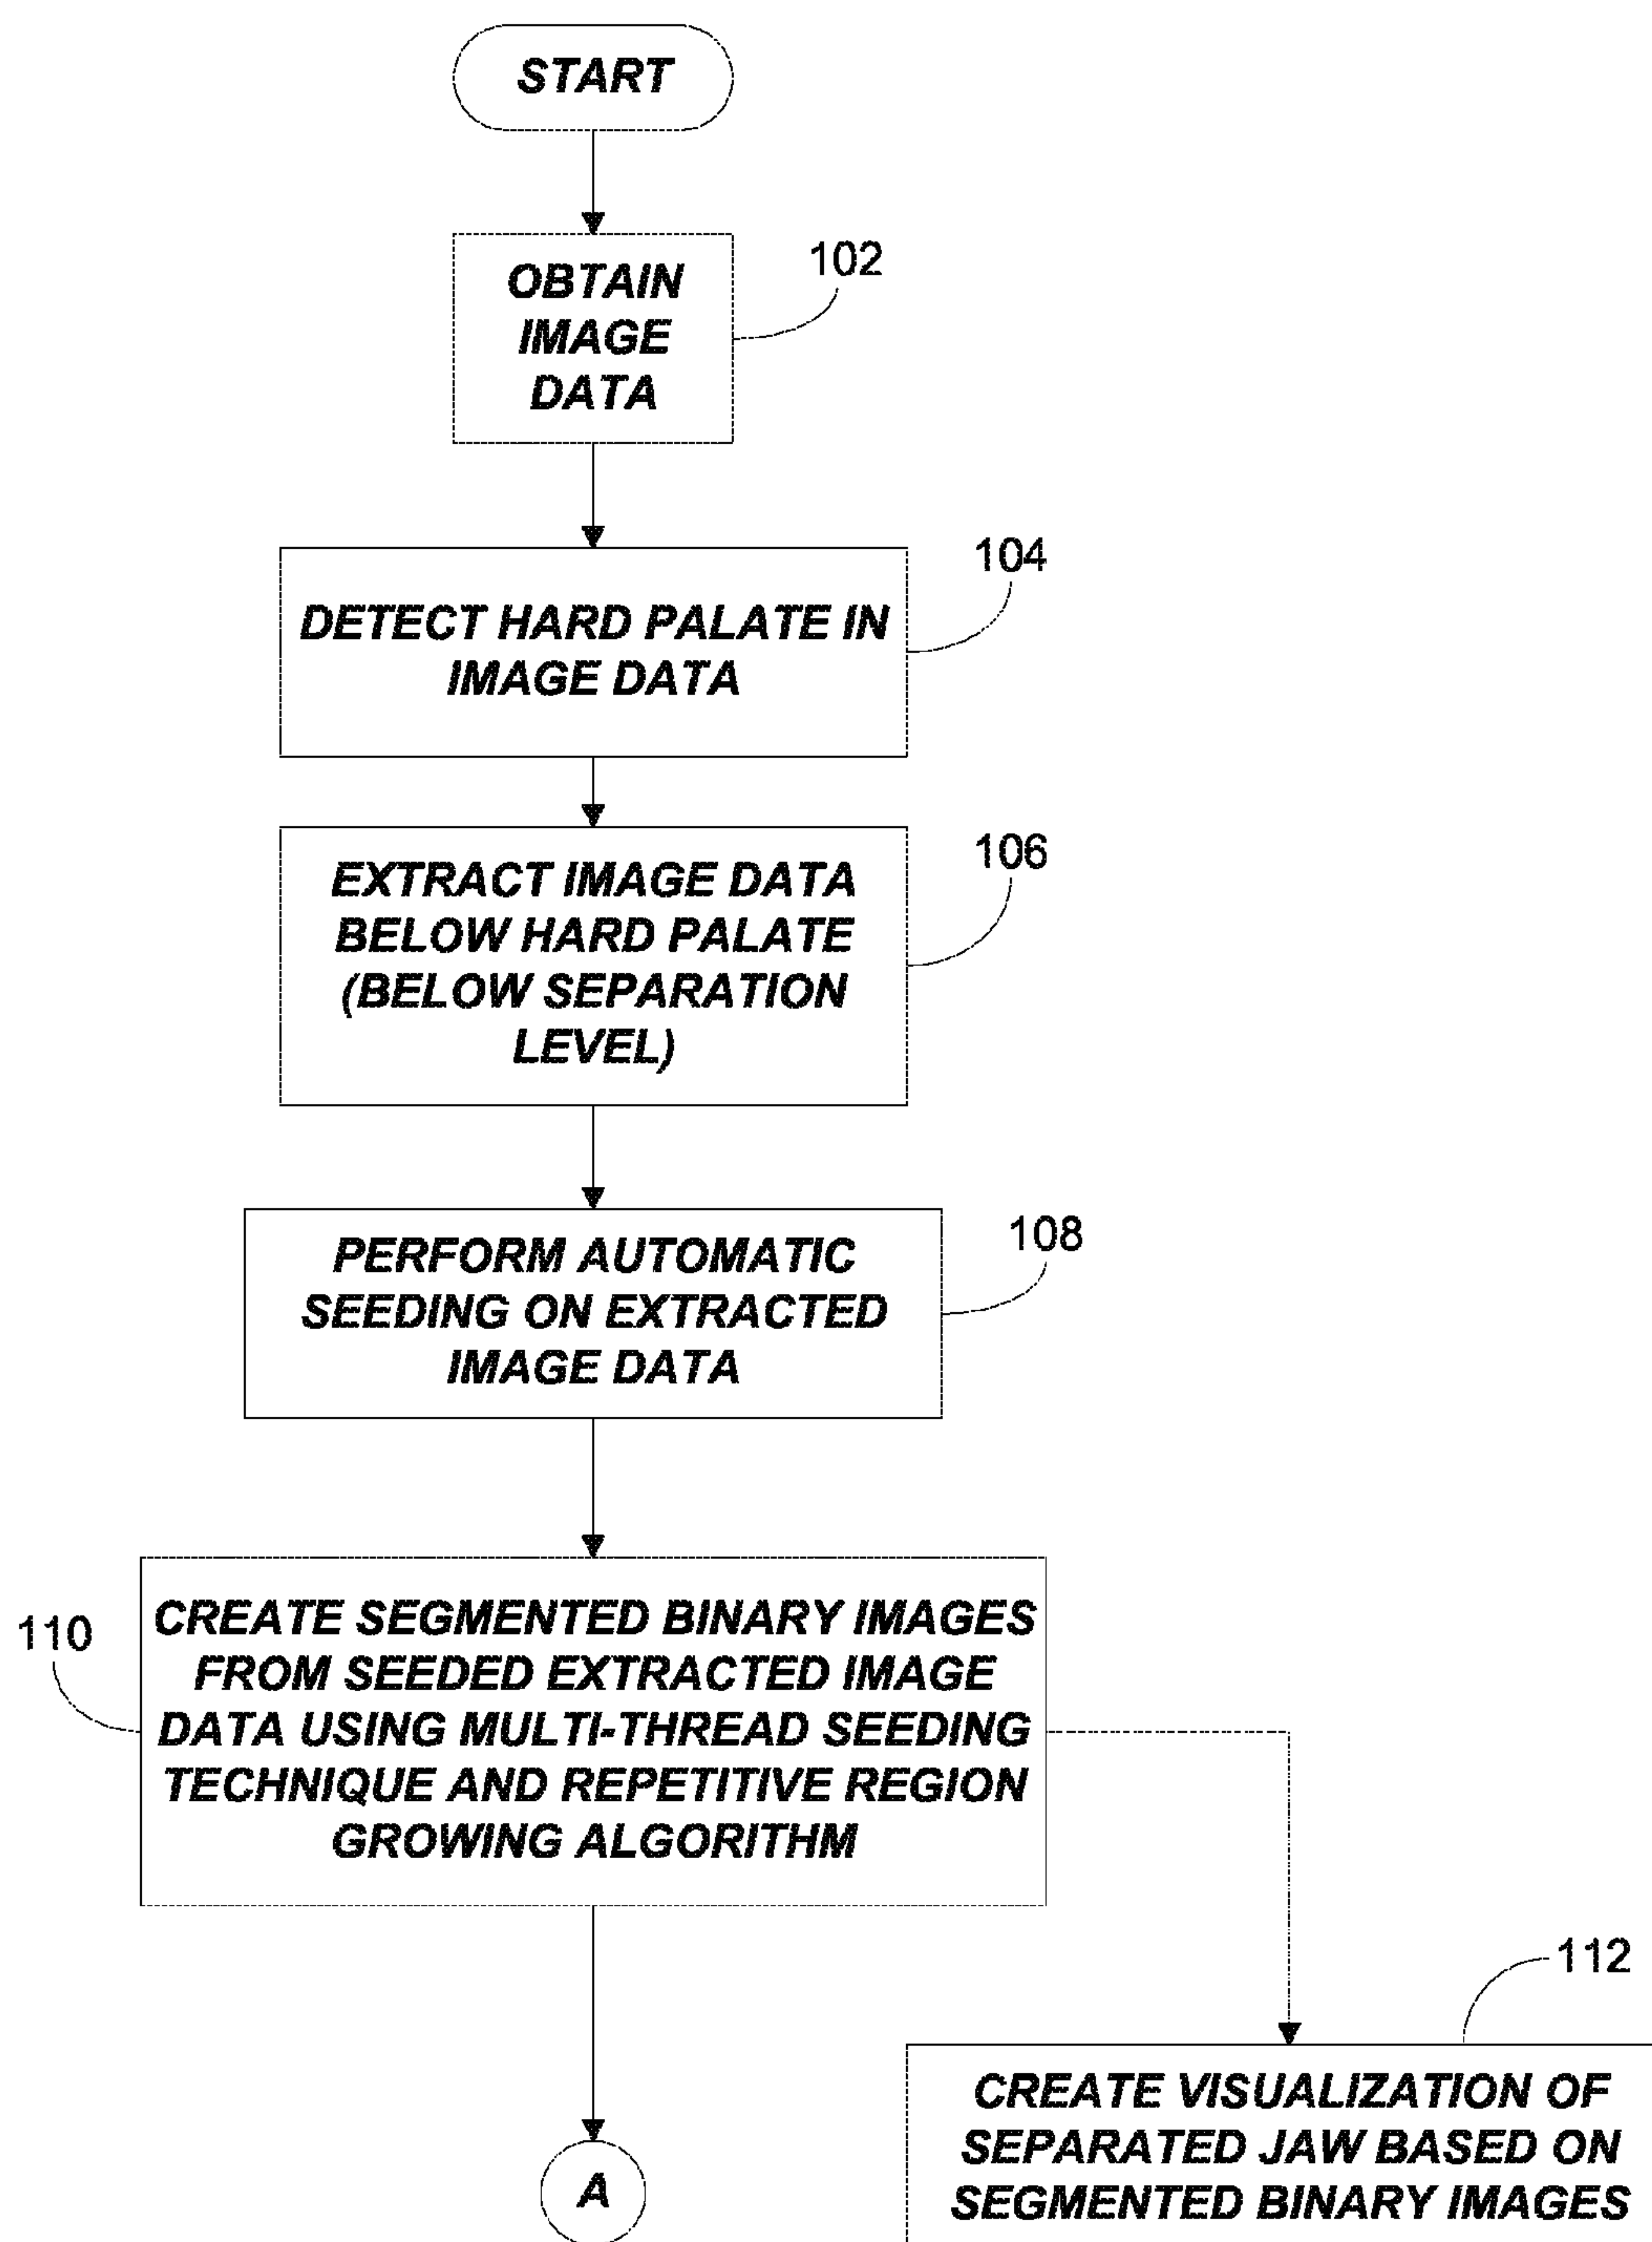 START
OBTAIN
IMAGE
DATA
102
DETECT HARD PALATE IN
IMAGE DATA
104
EXTRACT IMAGE DATA
BELOW HARD PALATE
(BELOW SEPARATION
LEVEL)
106
PERFORM AUTOMATIC
SEEDING ON EXTRACTED
IMAGE DATA
108
CREATE SEGMENTED BINARY IMAGES
FROM SEEDED EXTRACTED IMAGE
DATA USING MULTI-THREAD SEEDING
TECHNIQUE AND REPETITIVE REGION
GROWING ALGORITHM
110
112
CREATE VISUALIZATION OF
SEPARATED JAW BASED ON
SEGMENTED BINARY IMAGES
A